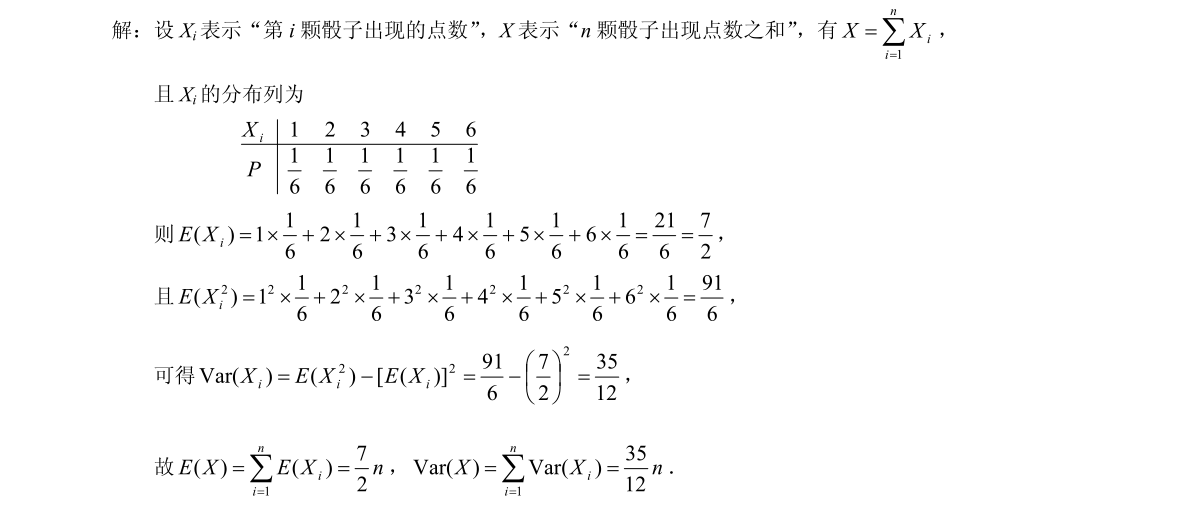 解：设 Xᵢ 表示“第 i 颗骰子出现的点数”，X 表示“n 颗骰子出现点数之和”，有 $X = \sum_{i=1}^{n} X_i$，
且 Xᵢ 的分布列为
$X_i$ | 1 2 3 4 5 6
$P$ | $\frac{1}{6}$ $\frac{1}{6}$ $\frac{1}{6}$ $\frac{1}{6}$ $\frac{1}{6}$ $\frac{1}{6}$
则 $E(X_i) = 1 \times \frac{1}{6} + 2 \times \frac{1}{6} + 3 \times \frac{1}{6} + 4 \times \frac{1}{6} + 5 \times \frac{1}{6} + 6 \times \frac{1}{6} = \frac{21}{6} = \frac{7}{2}$，
且 $E(X_i^2) = 1^2 \times \frac{1}{6} + 2^2 \times \frac{1}{6} + 3^2 \times \frac{1}{6} + 4^2 \times \frac{1}{6} + 5^2 \times \frac{1}{6} + 6^2 \times \frac{1}{6} = \frac{91}{6}$，
可得 $\mathrm{Var}(X_i) = E(X_i^2) - [E(X_i)]^2 = \frac{91}{6} - \left(\frac{7}{2}\right)^2 = \frac{35}{12}$，
故 $E(X) = \sum_{i=1}^{n} E(X_i) = \frac{7}{2} n$，$\mathrm{Var}(X) = \sum_{i=1}^{n} \mathrm{Var}(X_i) = \frac{35}{12} n$．